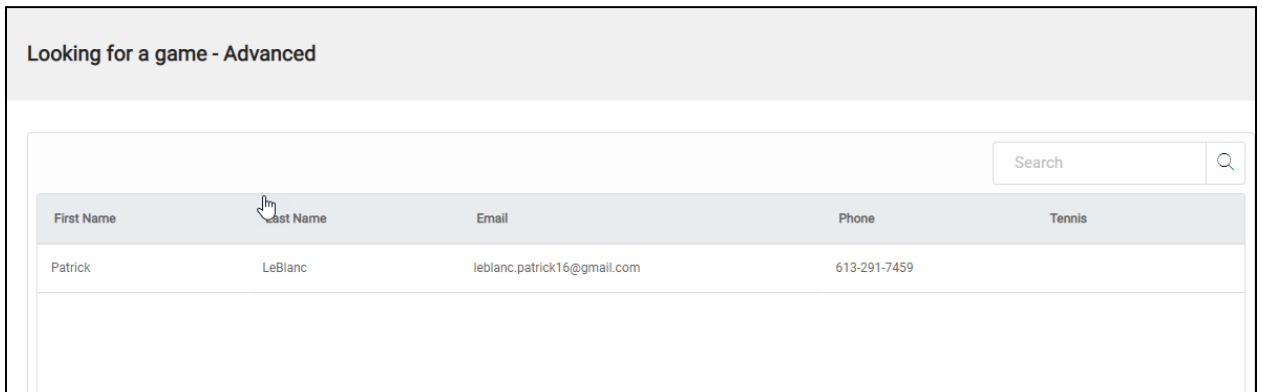 Looking for a game - Advanced
Search
First Name Last Name Email Phone Tennis
Patrick LeBlanc leblanc.patrick16@gmail.com 613-291-7459